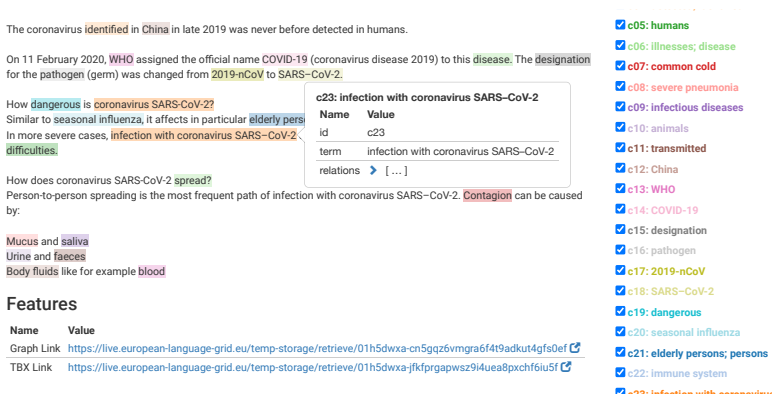 The coronavirus identified in China in late 2019 was never before detected in humans.
On 11 February 2020, WHO assigned the official name COVID-19 (coronavirus disease 2019) to this disease. The designation
for the pathogen (germ) was changed from 2019-nCoV to SARS–CoV-2.
How dangerous is coronavirus SARS-CoV-2?
Similar to seasonal influenza, it affects in particular elderly
In more severe cases, infection with coronavirus SARS–CoV-2
difficulties.
c23: infection with coronavirus SARS–CoV-2
Name Value
id c23
term infection with coronavirus SARS–CoV-2
relations [ ... ]
How does coronavirus SARS-CoV-2 spread?
Person-to-person spreading is the most frequent path of infection with coronavirus SARS–CoV-2. Contagion can be caused
by:
Mucus and saliva
Urine and faeces
Body fluids like for example blood
Features
Name Value
Graph Link https://live.european-language-grid.eu/temp-storage/retrieve/01h5dwxa-cn5gqz6vmgra6f4t9adkut4gfs0ef
TBX Link https://live.european-language-grid.eu/temp-storage/retrieve/01h5dwxa-jfkfprgapwsz9i4uea8pxchf6iu5f
c05: humans
c06: illnesses; disease
c07: common cold
c08: severe pneumonia
c09: infectious diseases
c10: animals
c11: transmitted
c12: China
c13: WHO
c14: COVID-19
c15: designation
c16: pathogen
c17: 2019-nCoV
c18: SARS–CoV-2
c19: dangerous
c20: seasonal influenza
c21: elderly persons; persons
c22: immune system
c23: infection with coronavirus